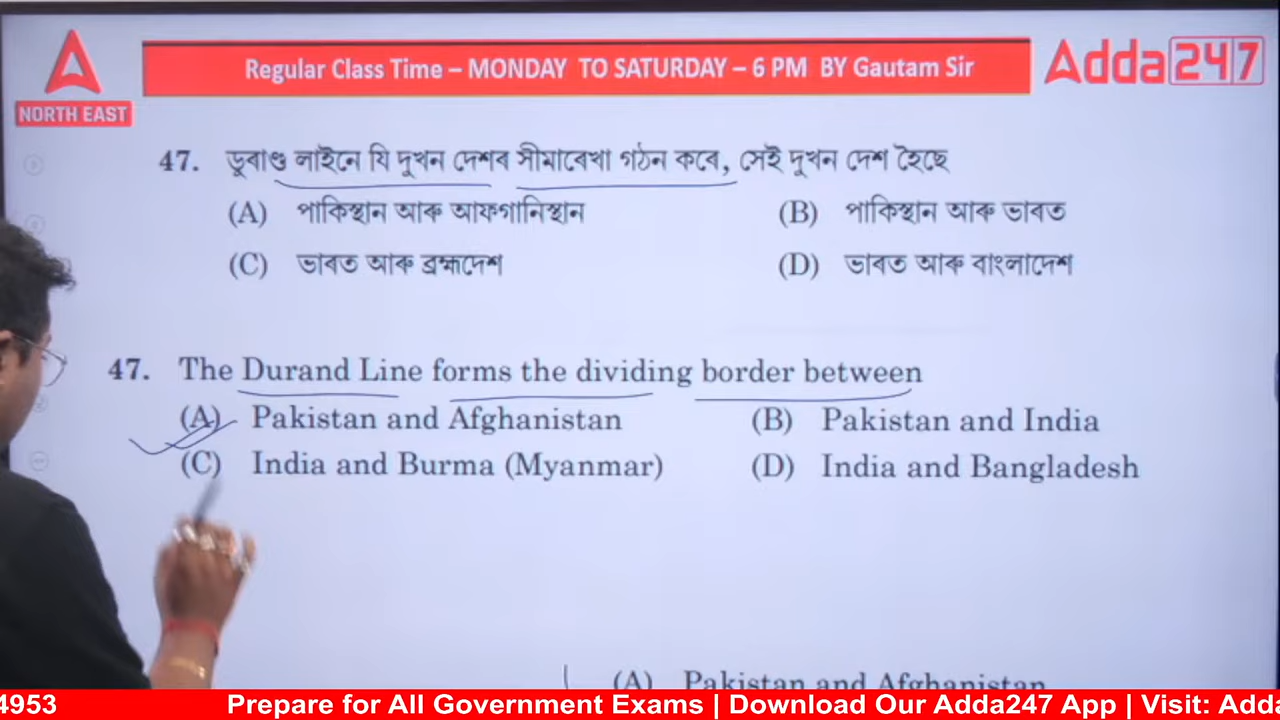 NORTH EAST
Regular Class Time – MONDAY TO SATURDAY – 6 PM BY Gautam Sir
Adda247
47. ডুৰাণ্ড লাইনে যি দুখন দেশৰ সীমাৰেখা গঠন কৰে, সেই দুখন দেশ হৈছে
(A) পাকিস্থান আৰু আফগানিস্থান (B) পাকিস্থান আৰু ভাৰত
(C) ভাৰত আৰু ব্ৰহ্মদেশ (D) ভাৰত আৰু বাংলাদেশ
47. The Durand Line forms the dividing border between
(A) Pakistan and Afghanistan (B) Pakistan and India
(C) India and Burma (Myanmar) (D) India and Bangladesh
(A) Pakistan and Afghanistan
4953 Prepare for All Government Exams | Download Our Adda247 App | Visit: Adda